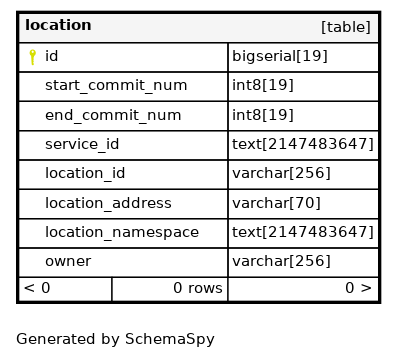 location [table]
id bigserial[19]
start_commit_num int8[19]
end_commit_num int8[19]
service_id text[2147483647]
location_id varchar[256]
location_address varchar[70]
location_namespace text[2147483647]
owner varchar[256]
< 0 0 rows 0 >
Generated by SchemaSpy